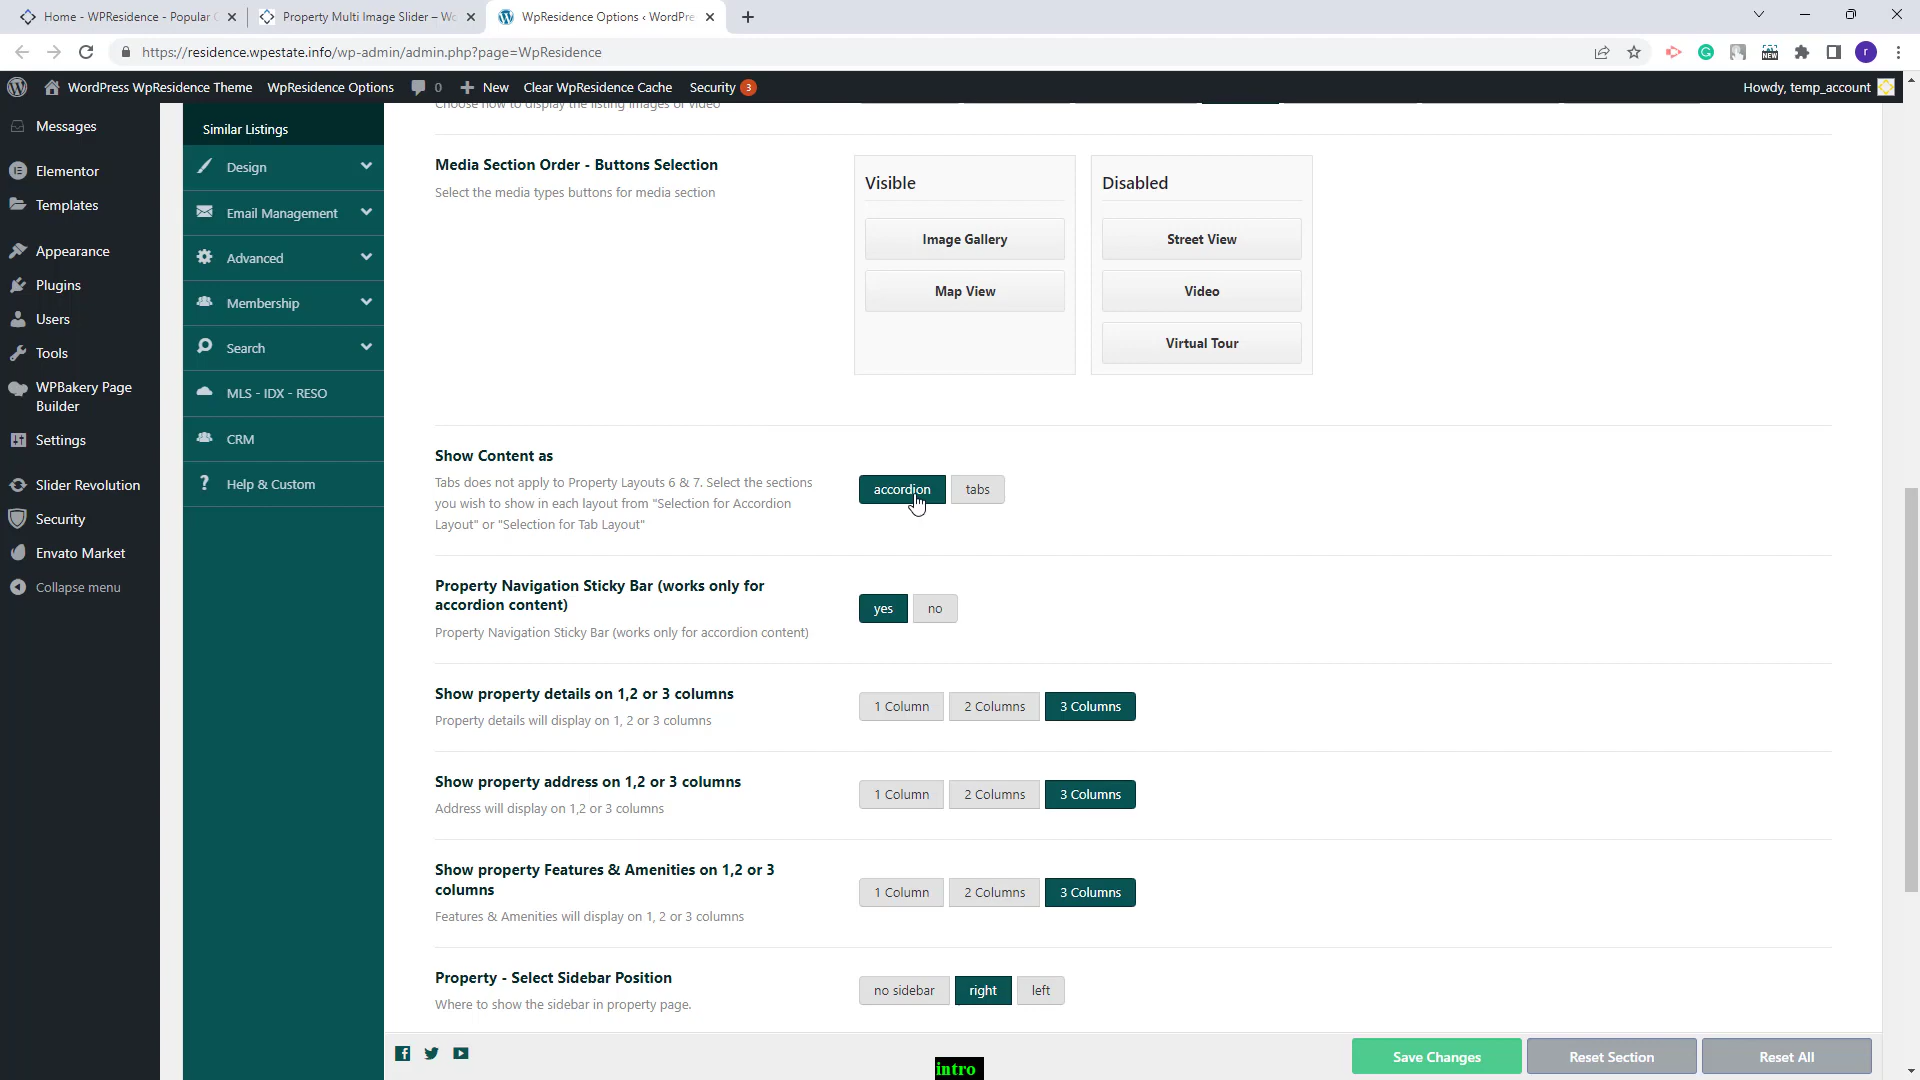 Home - WPResidence - Popular
Property Multi Image Slider – Wo
WpResidence Options ‹ WordPre
https://residence.wpestate.info/wp-admin/admin.php?page=WpResidence
NEW
r
WordPress WpResidence Theme
WpResidence Options
0
New
Clear WpResidence Cache
Security
3
Howdy, temp_account
Messages
Elementor
Templates
Appearance
Plugins
Users
Tools
WPBakery Page
Builder
Settings
Slider Revolution
Security
Envato Market
Collapse menu
Similar Listings
Design
Email Management
Advanced
Membership
Search
MLS - IDX - RESO
CRM
Help & Custom
Choose how to display the listing images or video
Media Section Order - Buttons Selection
Select the media types buttons for media section
Visible
Image Gallery
Map View
Disabled
Street View
Video
Virtual Tour
Show Content as
Tabs does not apply to Property Layouts 6 & 7. Select the sections
you wish to show in each layout from "Selection for Accordion
Layout" or "Selection for Tab Layout"
accordion
tabs
Property Navigation Sticky Bar (works only for
accordion content)
Property Navigation Sticky Bar (works only for accordion content)
yes
no
Show property details on 1,2 or 3 columns
Property details will display on 1, 2 or 3 columns
1 Column
2 Columns
3 Columns
Show property address on 1,2 or 3 columns
Address will display on 1,2 or 3 columns
1 Column
2 Columns
3 Columns
Show property Features & Amenities on 1,2 or 3
columns
Features & Amenities will display on 1, 2 or 3 columns
1 Column
2 Columns
3 Columns
Property - Select Sidebar Position
Where to show the sidebar in property page.
no sidebar
right
left
intro
Save Changes
Reset Section
Reset All